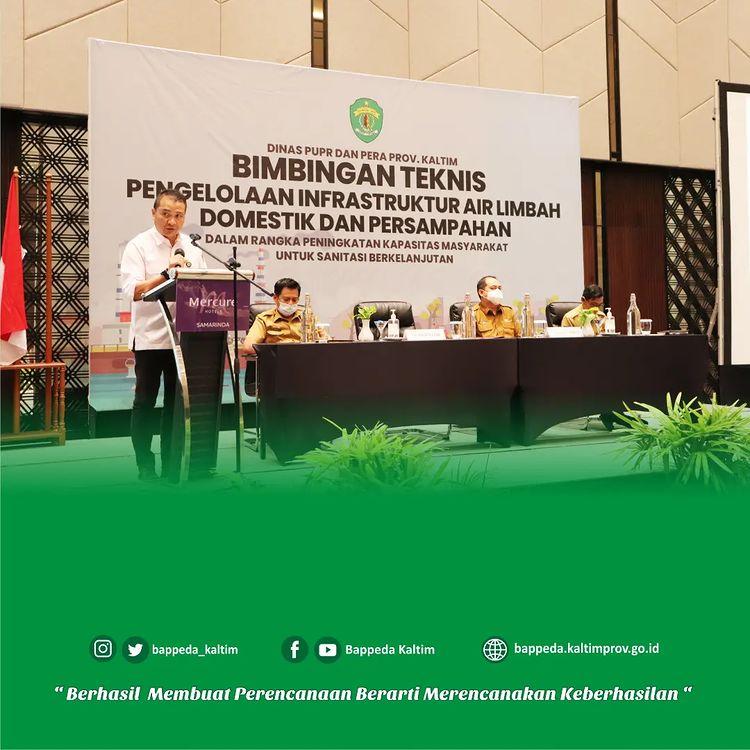 DINAS PUPR DAN PERA PROV. KALTIM
BIMBINGAN TEKNIS
PENGELOLAAN INFRASTRUKTUR AIR LIMBAH
DOMESTIK DAN PERSAMPAHAN
DALAM RANGKA PENINGKATAN KAPASITAS MASYARAKAT
UNTUK SANITASI BERKELANJUTAN
Mercure
HOTELS
SAMARINDA
bappeda_kaltim
Bappeda Kaltim
bappeda.kaltimprov.go.id
“ Berhasil Membuat Perencanaan Berarti Merencanakan Keberhasilan “